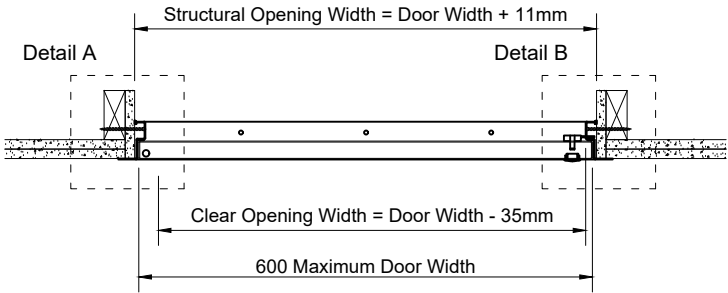 Structural Opening Width = Door Width + 11mm
Detail A
Detail B
Clear Opening Width = Door Width - 35mm
600 Maximum Door Width